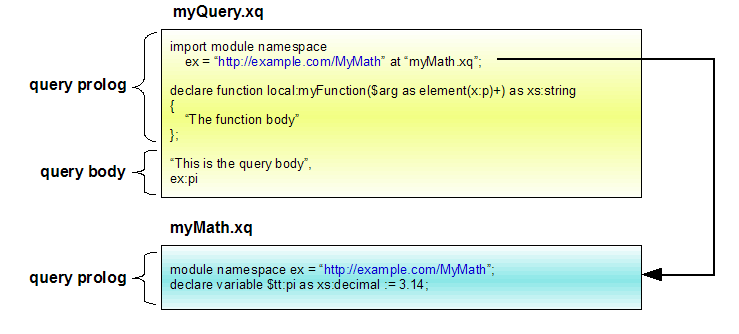 myQuery.xq
query prolog
import module namespace
ex = “http://example.com/MyMath” at “myMath.xq”;
declare function local:myFunction($arg as element(x:p)+) as xs:string
{
“The function body”
};
query body
“This is the query body”,
ex:pi
myMath.xq
query prolog
module namespace ex = “http://example.com/MyMath”;
declare variable $tt:pi as xs:decimal := 3.14;